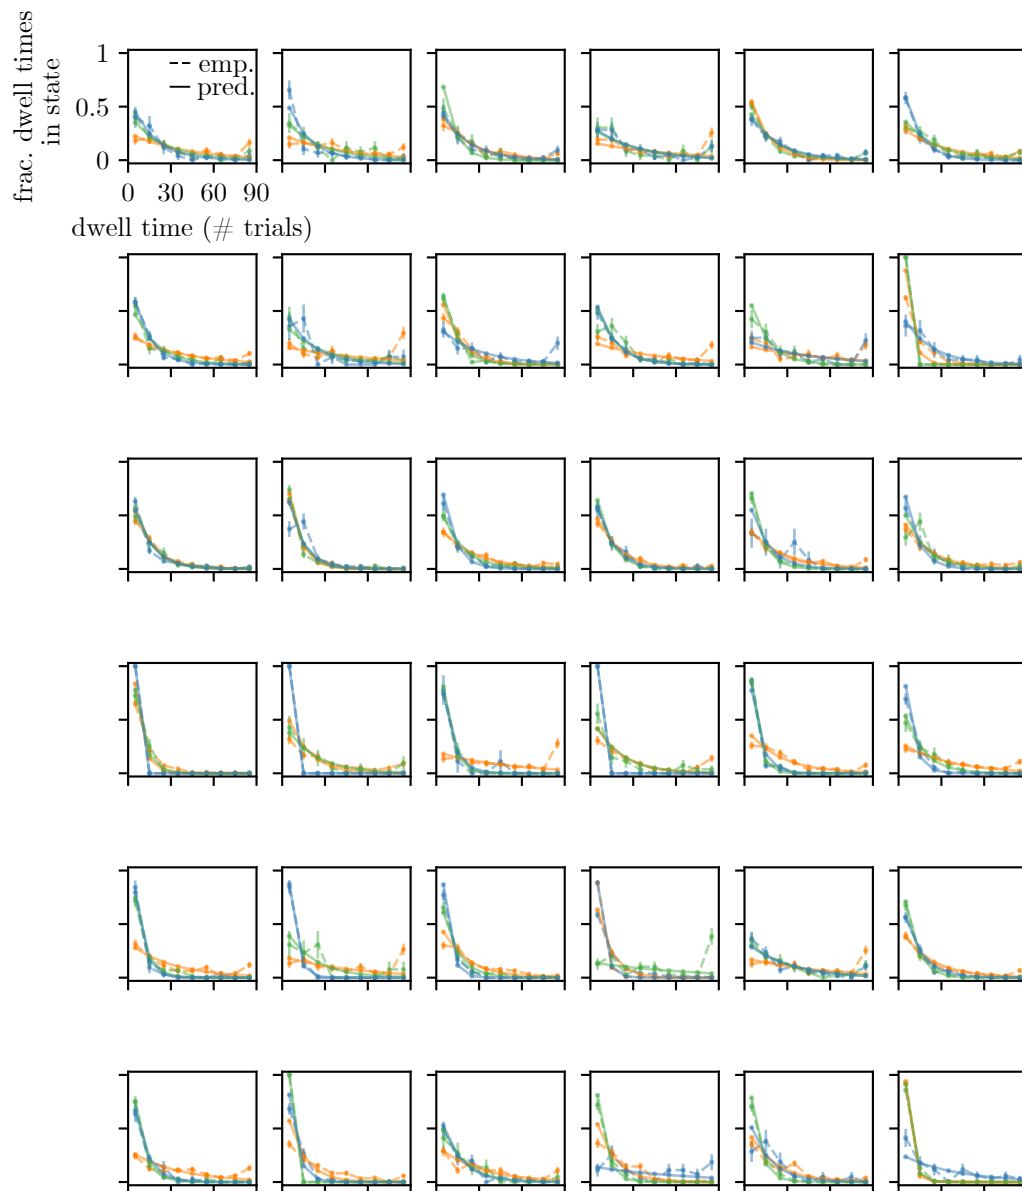 frac. dwell times
in state
1
0.5
0
emp.
pred.
0 30 60 90
dwell time (# trials)